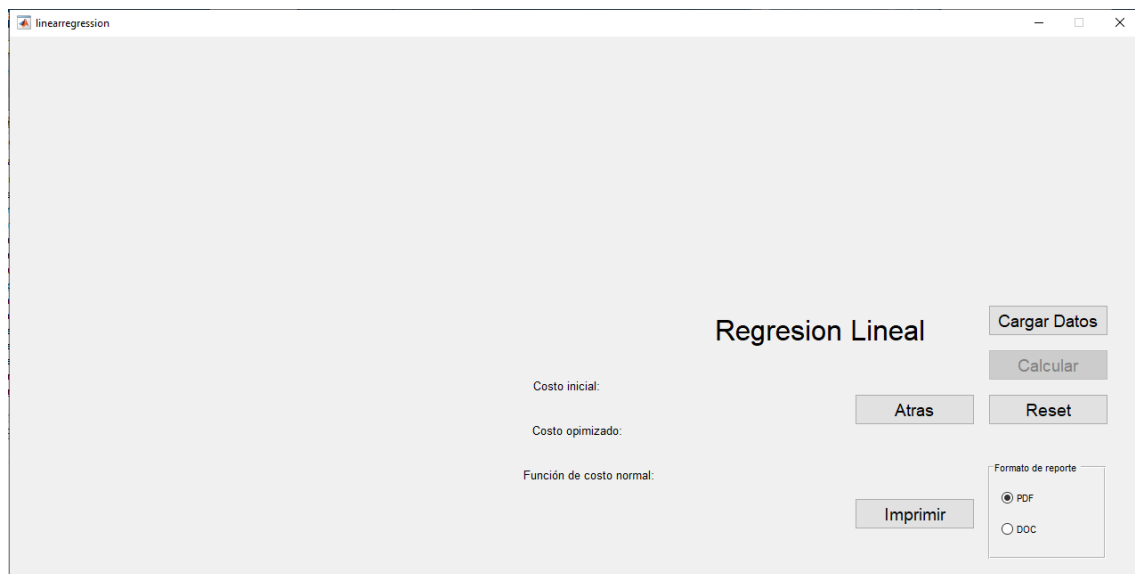 linearregression
Cargar Datos
Regresion Lineal
Calcular
Costo inicial:
Atras
Reset
Costo opimizado:
Función de costo normal:
Formato de reporte
PDF
Imprimir
DOC